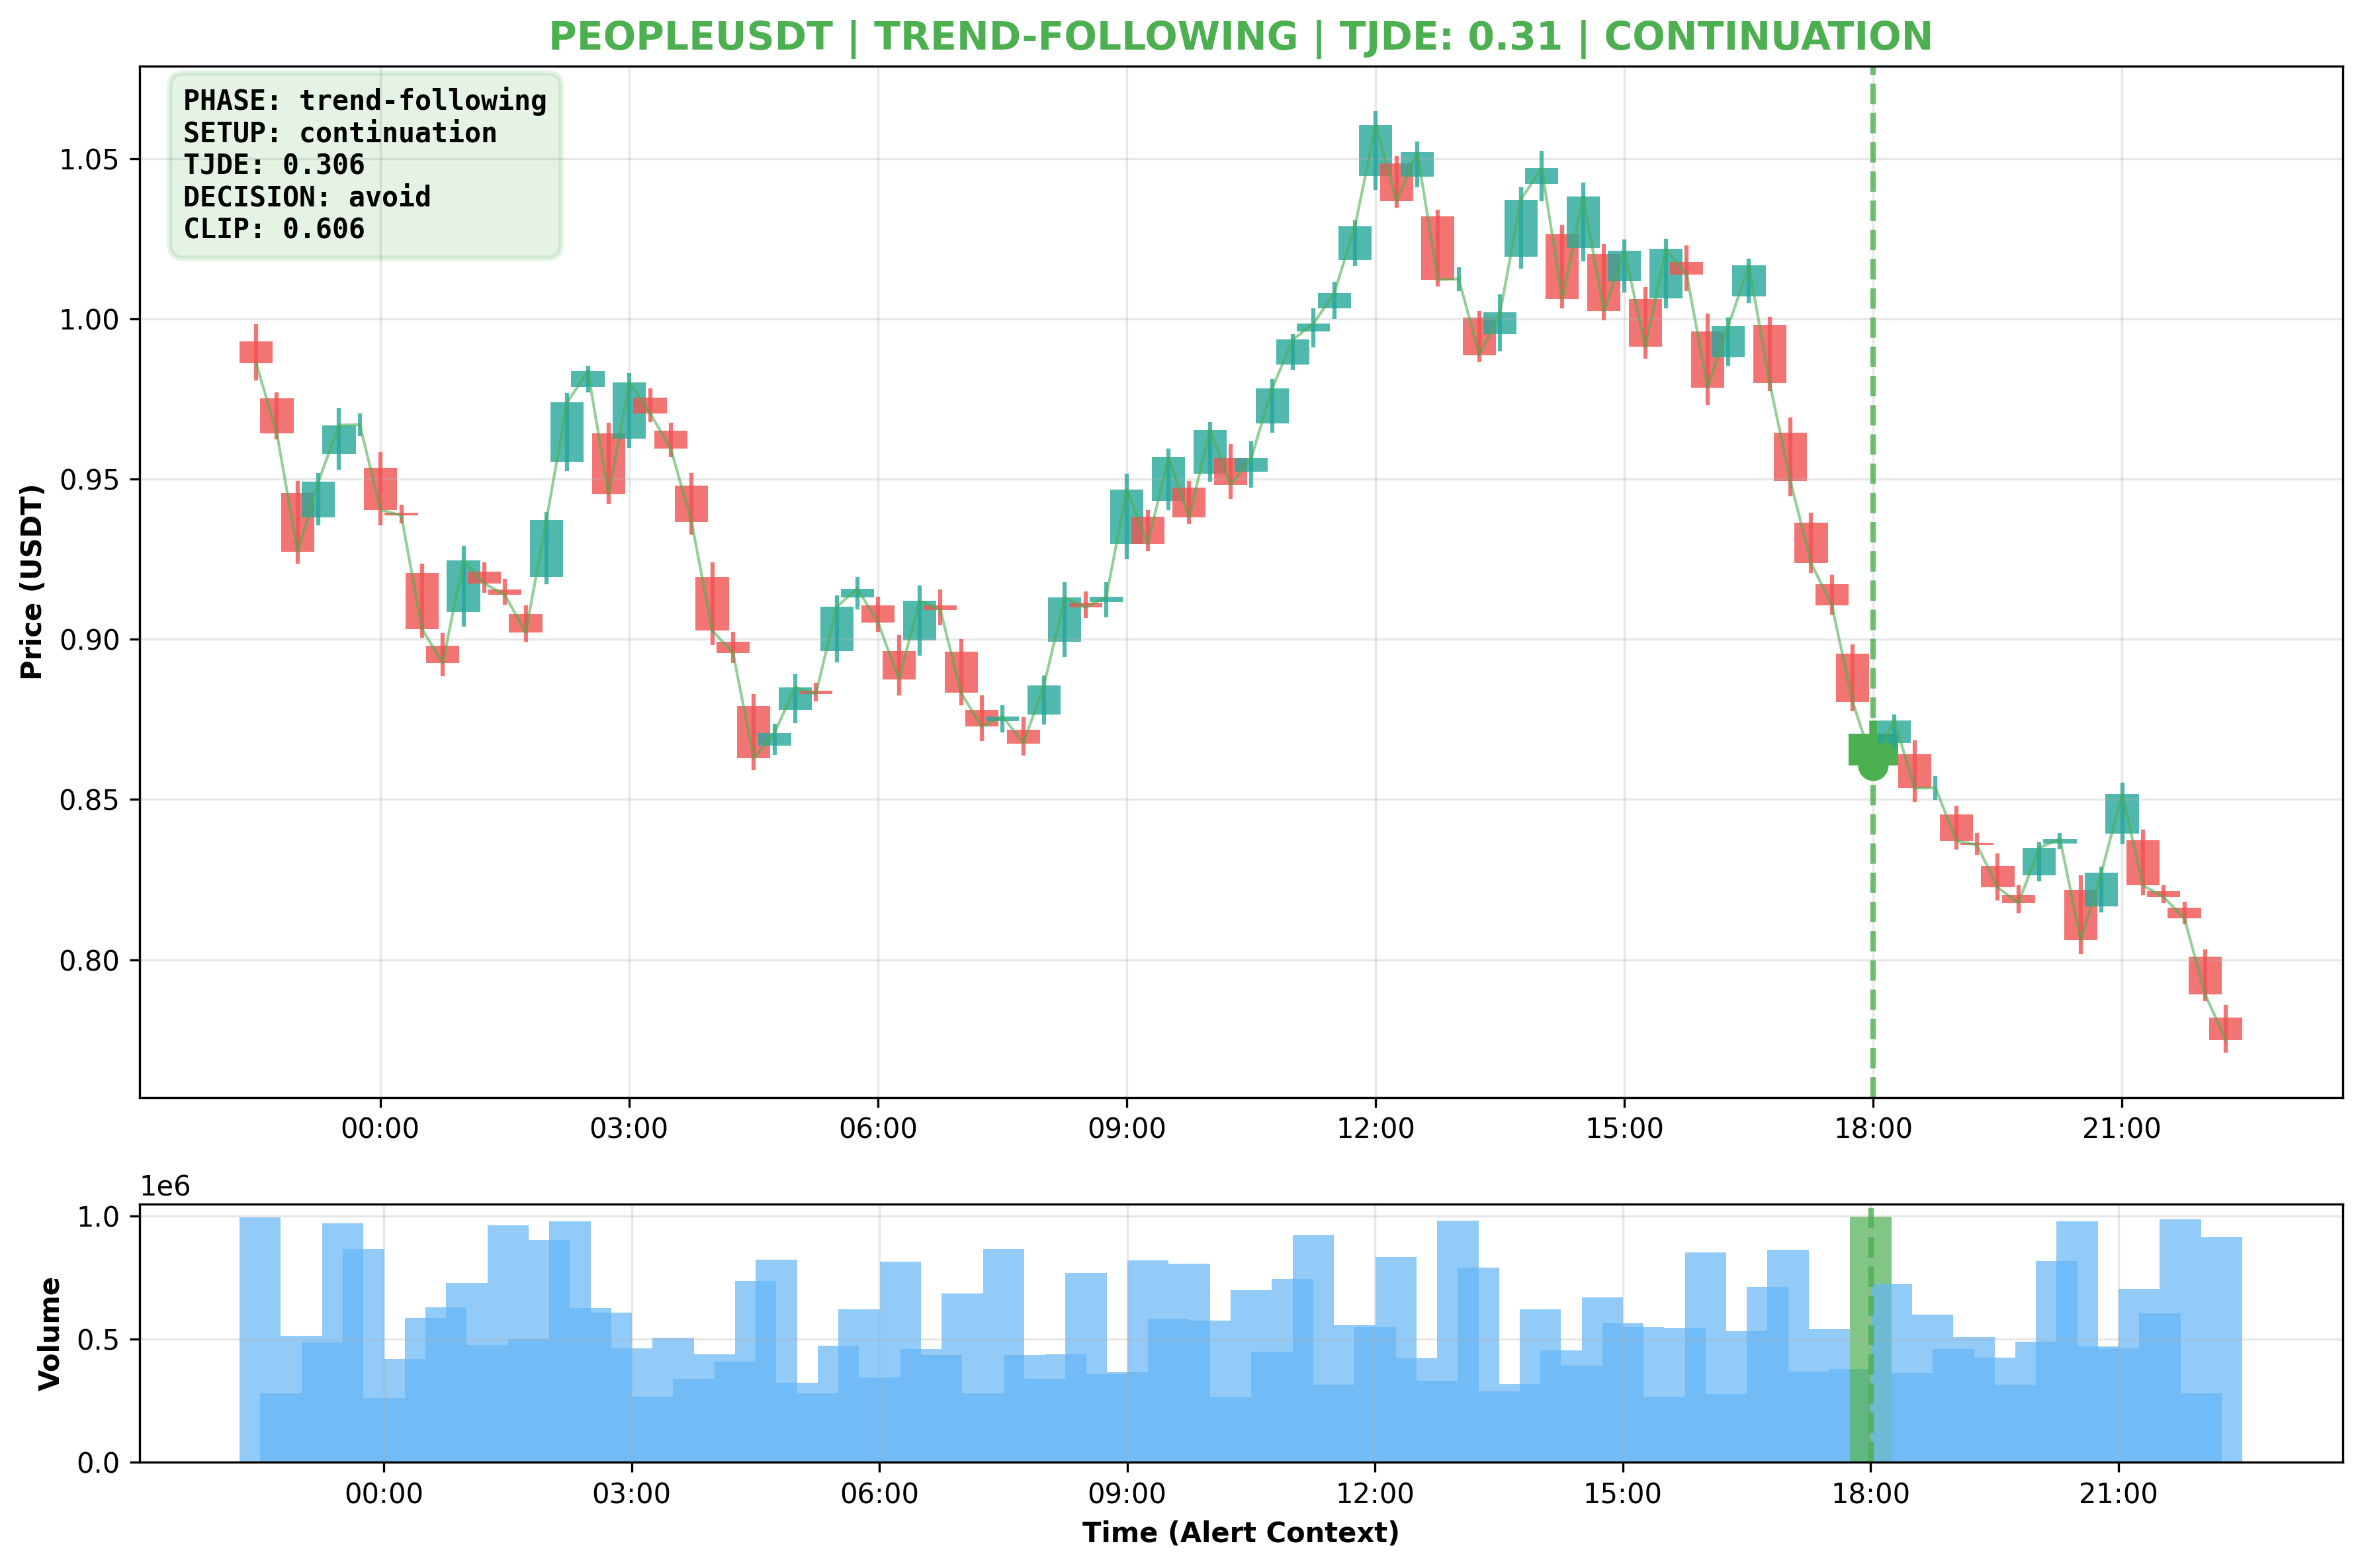 PEOPLEUSDT | TREND-FOLLOWING | TJDE: 0.31 | CONTINUATION
PHASE: trend-following
SETUP: continuation
TJDE: 0.306
DECISION: avoid
CLIP: 0.606
Price (USDT)
1.05
1.00
0.95
0.90
0.85
0.80
00:00 03:00 06:00 09:00 12:00 15:00 18:00 21:00
1e6
Volume
1.0
0.5
0.0
00:00 03:00 06:00 09:00 12:00 15:00 18:00 21:00
Time (Alert Context)